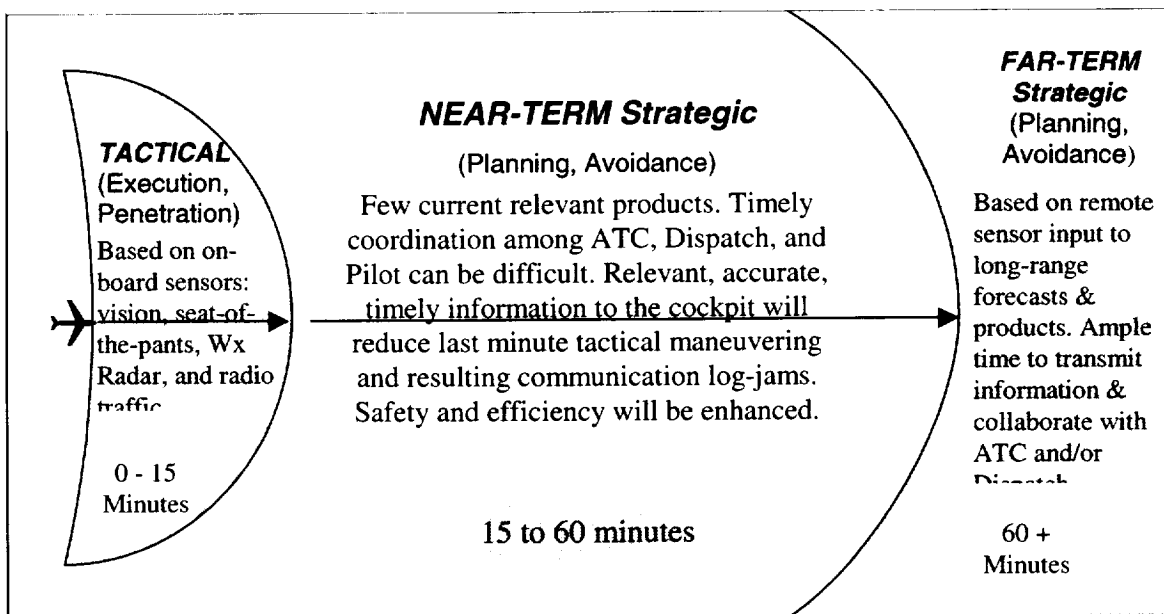 TACTICAL
(Execution,
Penetration)
Based on on-
board sensors:
vision, seat-of-
the-pants, Wx
Radar, and radio
traffic
0 - 15
Minutes
NEAR-TERM Strategic
(Planning, Avoidance)
Few current relevant products. Timely
coordination among ATC, Dispatch, and
Pilot can be difficult. Relevant, accurate,
timely information to the cockpit will
reduce last minute tactical maneuvering
and resulting communication log-jams.
Safety and efficiency will be enhanced.
15 to 60 minutes
FAR-TERM
Strategic
(Planning,
Avoidance)
Based on remote
sensor input to
long-range
forecasts &
products. Ample
time to transmit
information &
collaborate with
ATC and/or
Dispatch
60 +
Minutes